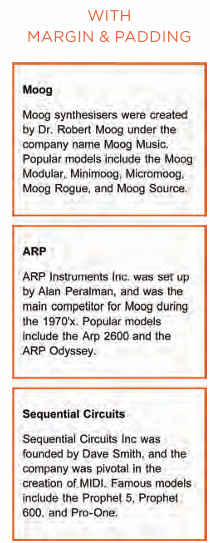 WITH
MARGIN & PADDING
Moog
Moog synthesisers were created
by Dr. Robert Moog under the
company name Moog Music.
Popular models include the Moog
Modular, Minimoog, Micromoog,
Moog Rogue, and Moog Source.
ARP
ARP Instruments Inc. was set up
by Alan Peralman, and was the
main competitor for Moog during
the 1970'x. Popular models
include the Arp 2600 and the
ARP Odyssey.
Sequential Circuits
Sequential Circuits Inc was
founded by Dave Smith, and the
company was pivotal in the
creation of MIDI. Famous models
include the Prophet 5, Prophet
600, and Pro-One.